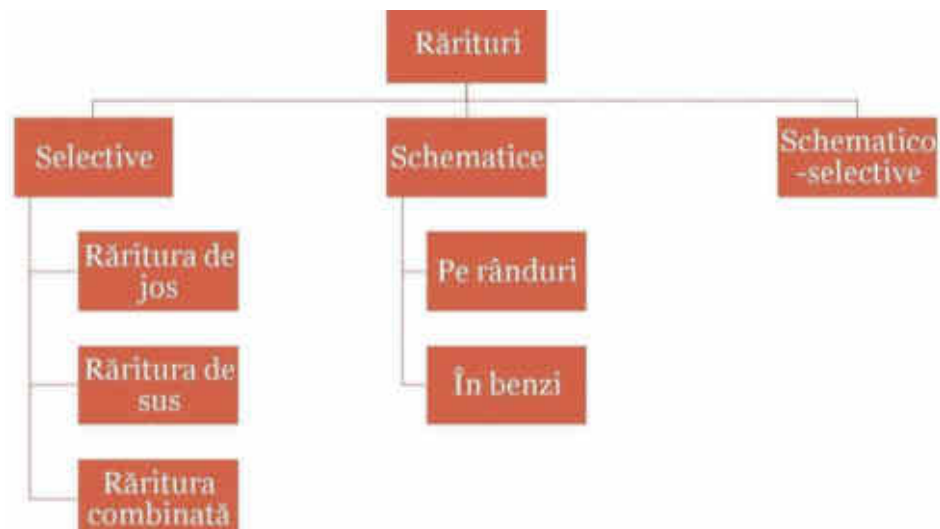 Rărituri
Selective
Schematice
Schematico
-selective
Răritura de
jos
Pe rânduri
Răritura de
sus
În benzi
Răritura
combinată